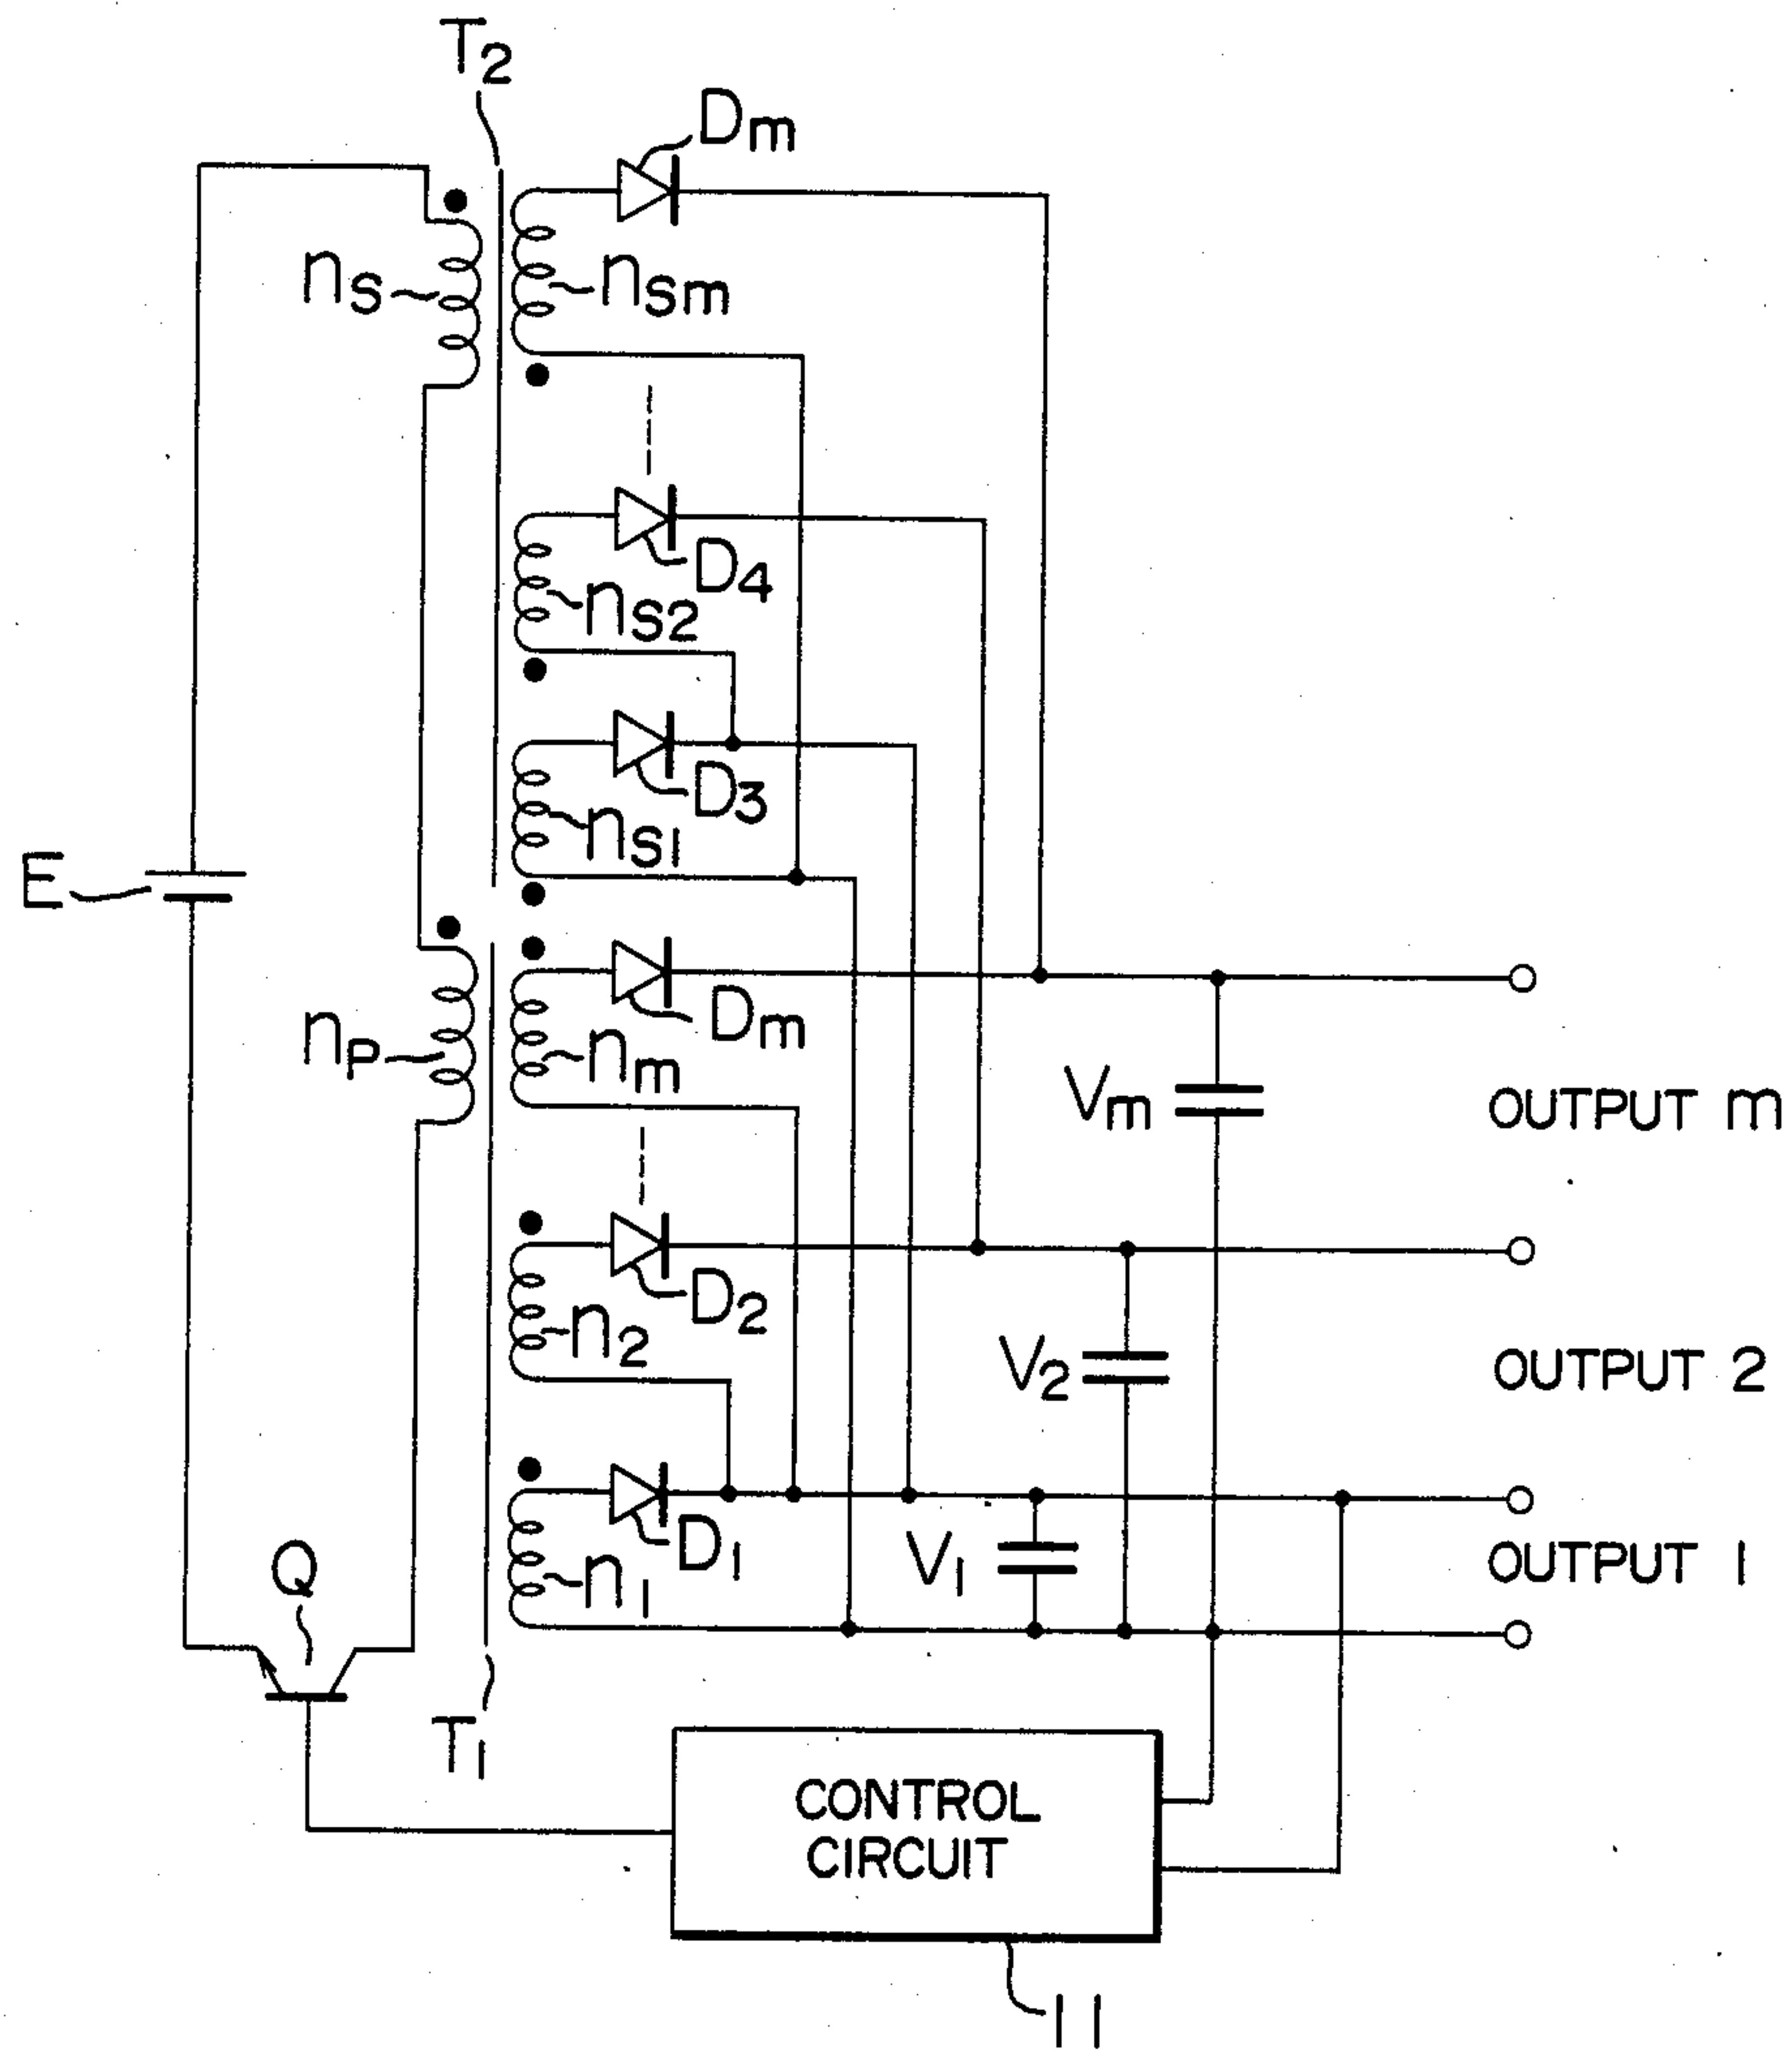 T2
Dm
nS
nSm
D4
nS2
D3
nS1
E
Dm
nP
nm
Vm
OUTPUT m
D2
n2
V2
OUTPUT 2
Q
D1
n1
V1
OUTPUT 1
T1
CONTROL
CIRCUIT
11